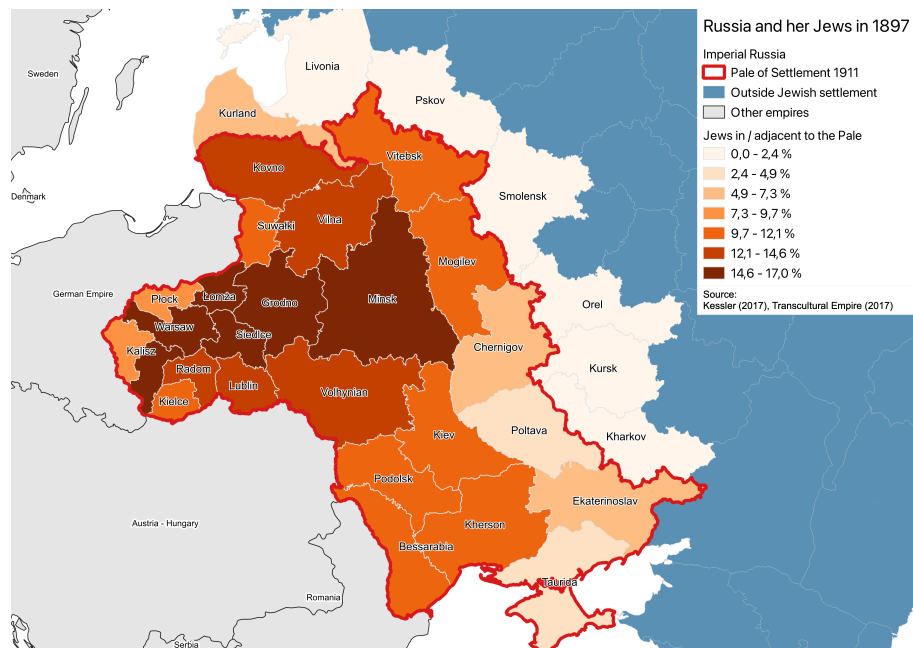 Russia and her Jews in 1897
Imperial Russia
Pale of Settlement 1911
Outside Jewish settlement
Other empires
Jews in / adjacent to the Pale
0,0 - 2,4 %
2,4 - 4,9 %
4,9 - 7,3 %
7,3 - 9,7 %
9,7 - 12,1 %
12,1 - 14,6 %
14,6 - 17,0 %
Source:
Kessler (2017), Transcultural Empire (2017)
Sweden
Livonia
Pskov
Kurland
Vitebsk
Kovno
Denmark
Smolensk
Vilna
Suwałki
Mogilev
German Empire
Płock
Łomża
Grodno
Minsk
Orel
Warsaw
Siedlce
Kalisz
Chernigov
Radom
Kursk
Lublin
Volhynian
Kielce
Poltava
Kiev
Kharkov
Podolsk
Ekaterinoslav
Austria - Hungary
Kherson
Bessarabia
Taurida
Romania
Serbia